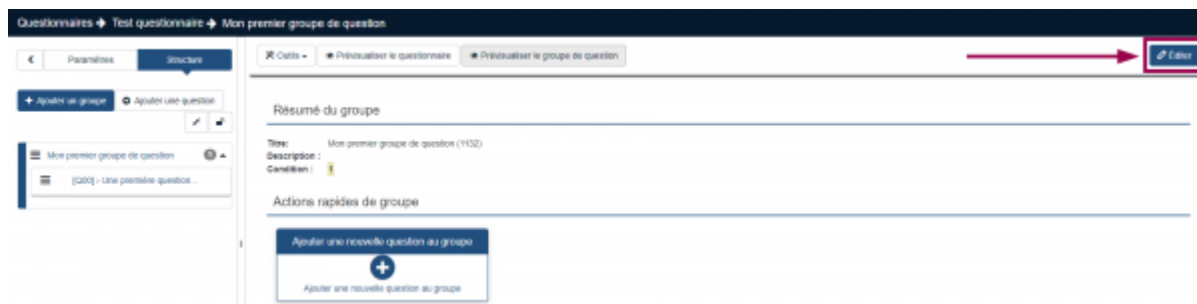 Questionnaires → Test questionnaire → Mon premier groupe de question
Paramètres Structure
Outils Prévisualiser le questionnaire Prévisualiser le groupe de question Éditer
+ Ajouter un groupe Ajouter une question
Résumé du groupe
Titre: Mon premier groupe de question (1152)
Description :
Condition : 1
Mon premier groupe de question
[Q00] › Une première question ...
Actions rapides de groupe
Ajouter une nouvelle question au groupe
Ajouter une nouvelle question au groupe